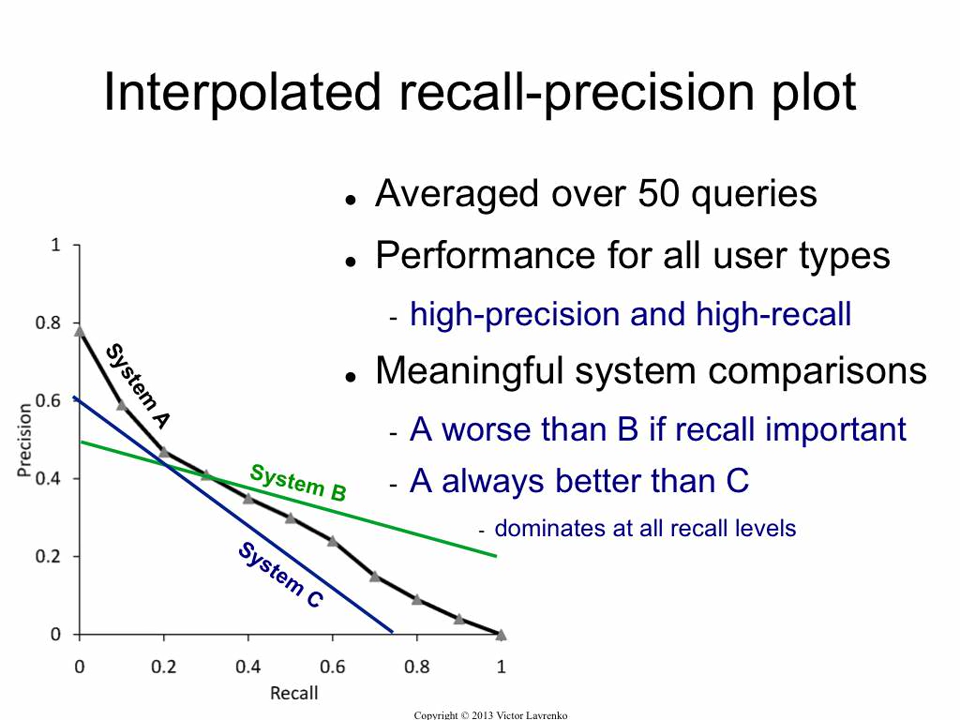 Interpolated recall-precision plot
● Averaged over 50 queries
● Performance for all user types
- high-precision and high-recall
● Meaningful system comparisons
- A worse than B if recall important
- A always better than C
- dominates at all recall levels
1
0.8
0.6
0.4
0.2
0
Precision
System A
System B
System C
0 0.2 0.4 0.6 0.8 1
Recall
Copyright © 2013 Victor Lavrenko